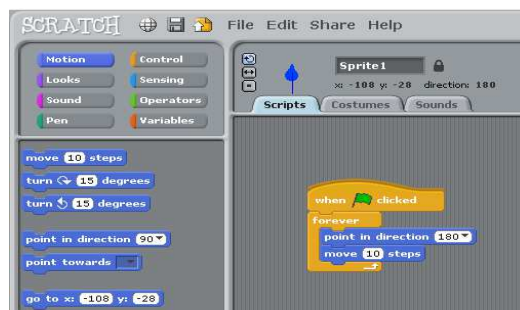 SCRATCH File Edit Share Help
Motion Control
Looks Sensing
Sound Operators
Pen Variables
Sprite1
x: -108 y: -28 direction: 180
Scripts Costumes Sounds
move 10 steps
turn 15 degrees
turn 15 degrees
point in direction 90
point towards
go to x: -108 y: -28
when clicked
forever
point in direction 180
move 10 steps